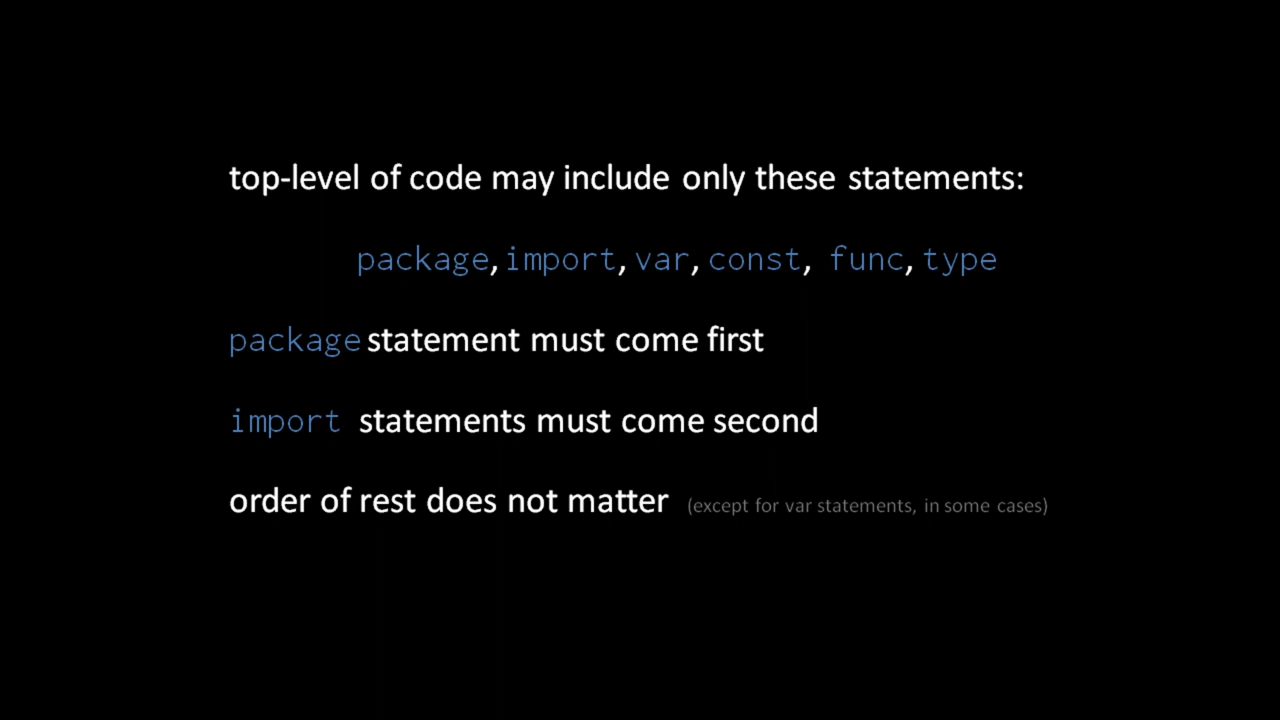 top-level of code may include only these statements:
package, import, var, const, func, type
package statement must come first
import statements must come second
order of rest does not matter (except for var statements, in some cases)